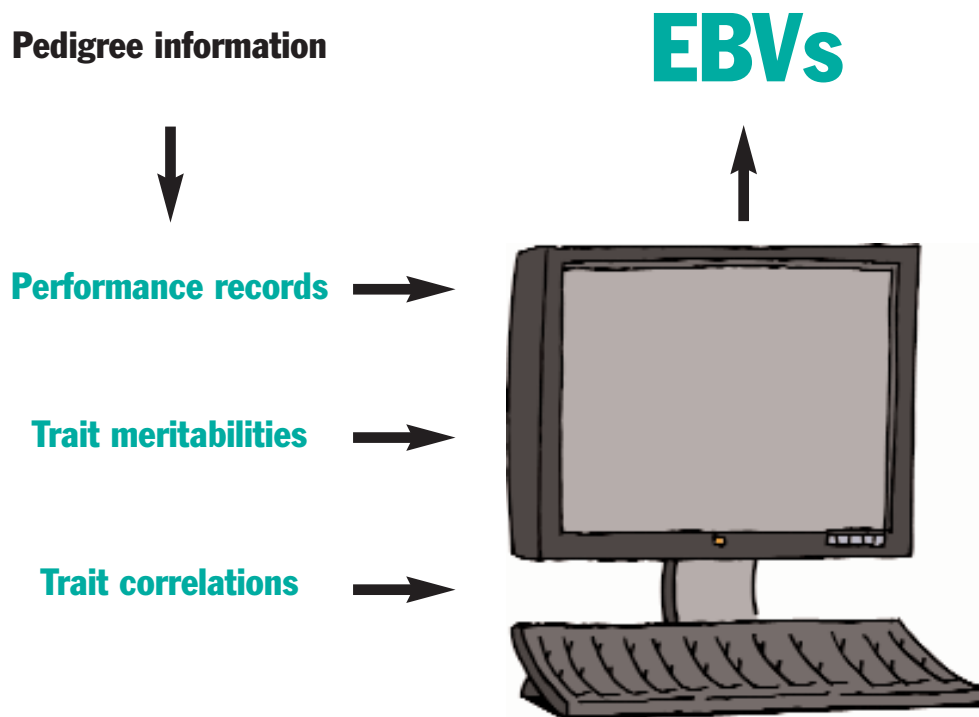 Pedigree information
EBVs
Performance records
Trait meritabilities
Trait correlations